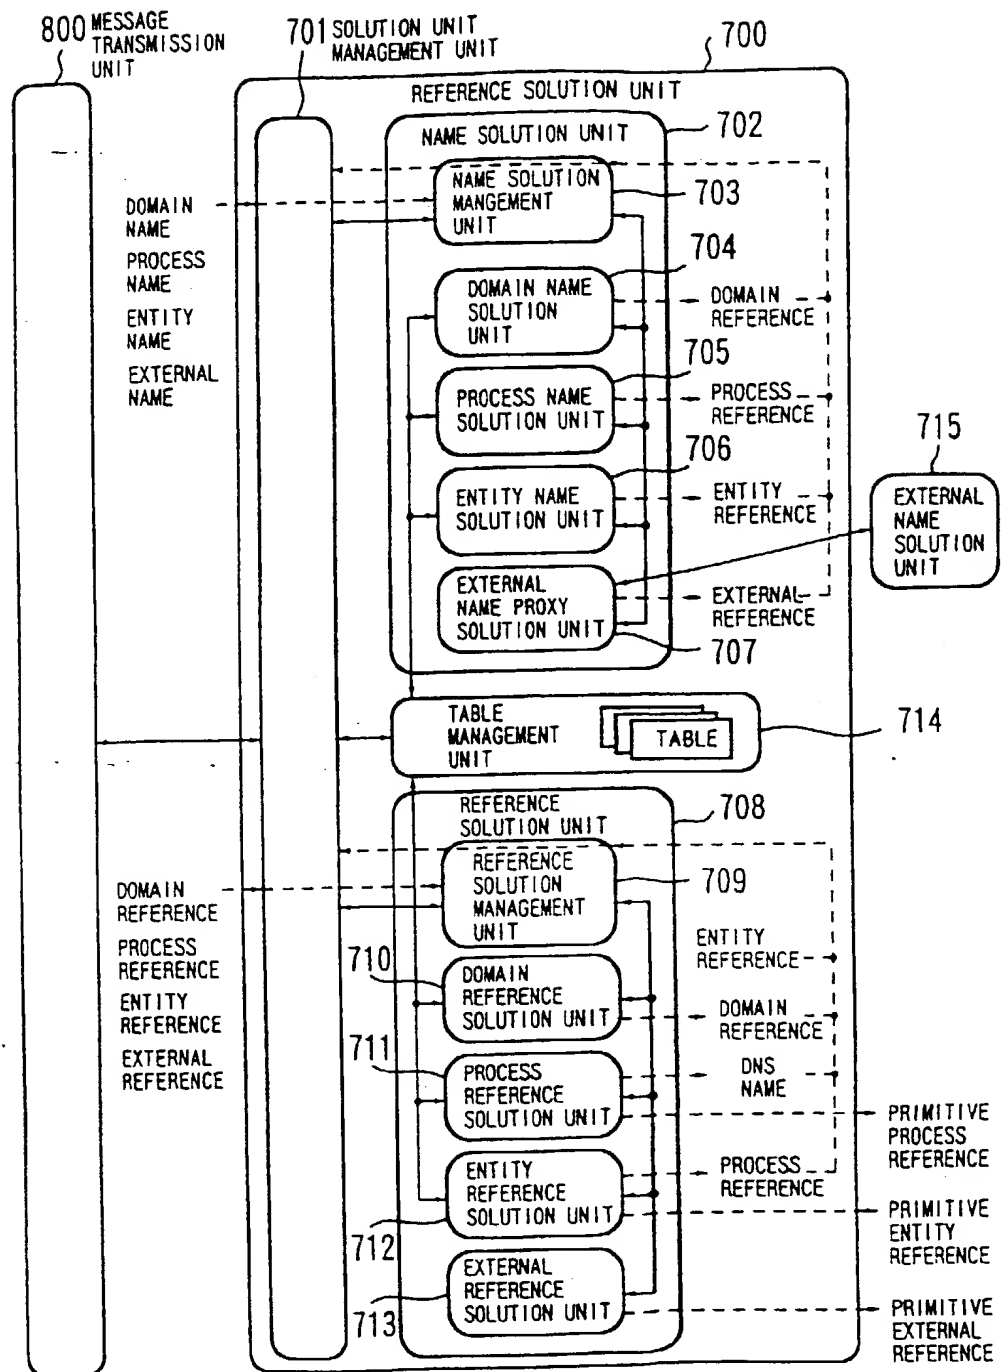 800 MESSAGE
TRANSMISSION
UNIT
701 SOLUTION UNIT
MANAGEMENT UNIT
700
REFERENCE SOLUTION UNIT
NAME SOLUTION UNIT
702
NAME SOLUTION
MANGEMENT
UNIT
703
DOMAIN
NAME
PROCESS
NAME
ENTITY
NAME
EXTERNAL
NAME
704
DOMAIN NAME
SOLUTION
UNIT
DOMAIN
REFERENCE
705
PROCESS NAME
SOLUTION UNIT
PROCESS
REFERENCE
706
ENTITY NAME
SOLUTION UNIT
ENTITY
REFERENCE
715
EXTERNAL
NAME
SOLUTION
UNIT
EXTERNAL
NAME PROXY
SOLUTION UNIT
EXTERNAL
REFERENCE
707
TABLE
MANAGEMENT
UNIT
TABLE
714
REFERENCE
SOLUTION UNIT
708
REFERENCE
SOLUTION
MANAGEMENT
UNIT
709
DOMAIN
REFERENCE
PROCESS
REFERENCE
ENTITY
REFERENCE
EXTERNAL
REFERENCE
ENTITY
REFERENCE
710
DOMAIN
REFERENCE
SOLUTION UNIT
DOMAIN
REFERENCE
711
PROCESS
REFERENCE
SOLUTION UNIT
DNS
NAME
PRIMITIVE
PROCESS
REFERENCE
ENTITY
REFERENCE
SOLUTION UNIT
PROCESS
REFERENCE
712
PRIMITIVE
ENTITY
REFERENCE
EXTERNAL
REFERENCE
SOLUTION UNIT
713
PRIMITIVE
EXTERNAL
REFERENCE